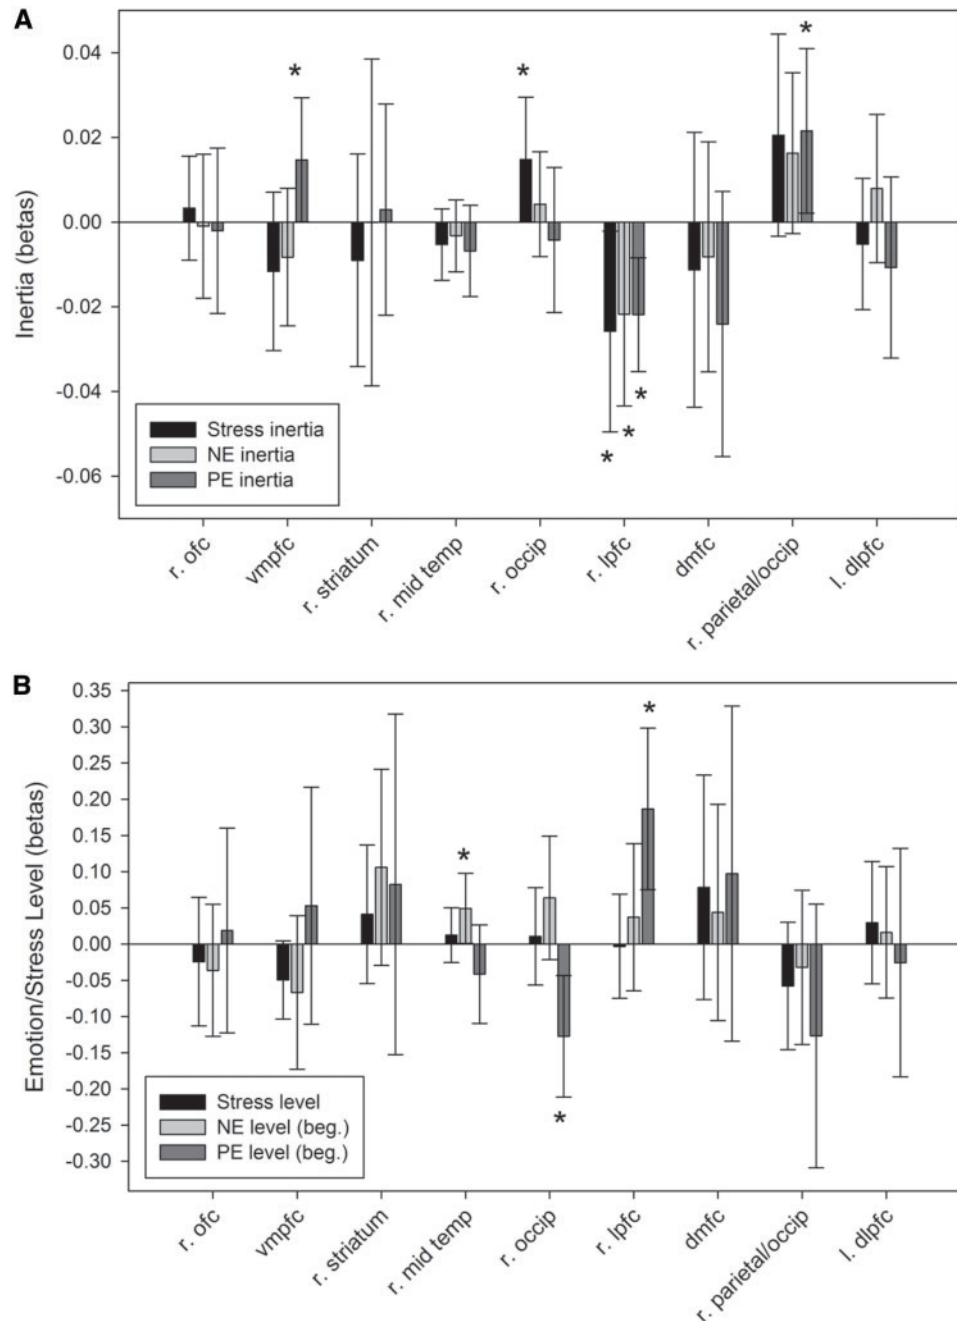 A
Inertia (betas)
0.04
0.02
0.00
-0.02
-0.04
-0.06
*
*
*
*
*
*
Stress inertia
NE inertia
PE inertia
r. ofc
vmpfc
r. striatum
r. mid temp
r. occip
r. lpfc
dmfc
r. parietal/occip
l. dlpfc
B
Emotion/Stress Level (betas)
0.35
0.30
0.25
0.20
0.15
0.10
0.05
0.00
-0.05
-0.10
-0.15
-0.20
-0.25
-0.30
*
*
*
Stress level
NE level (beg.)
PE level (beg.)
r. ofc
vmpfc
r. striatum
r. mid temp
r. occip
r. lpfc
dmfc
r. parietal/occip
l. dlpfc